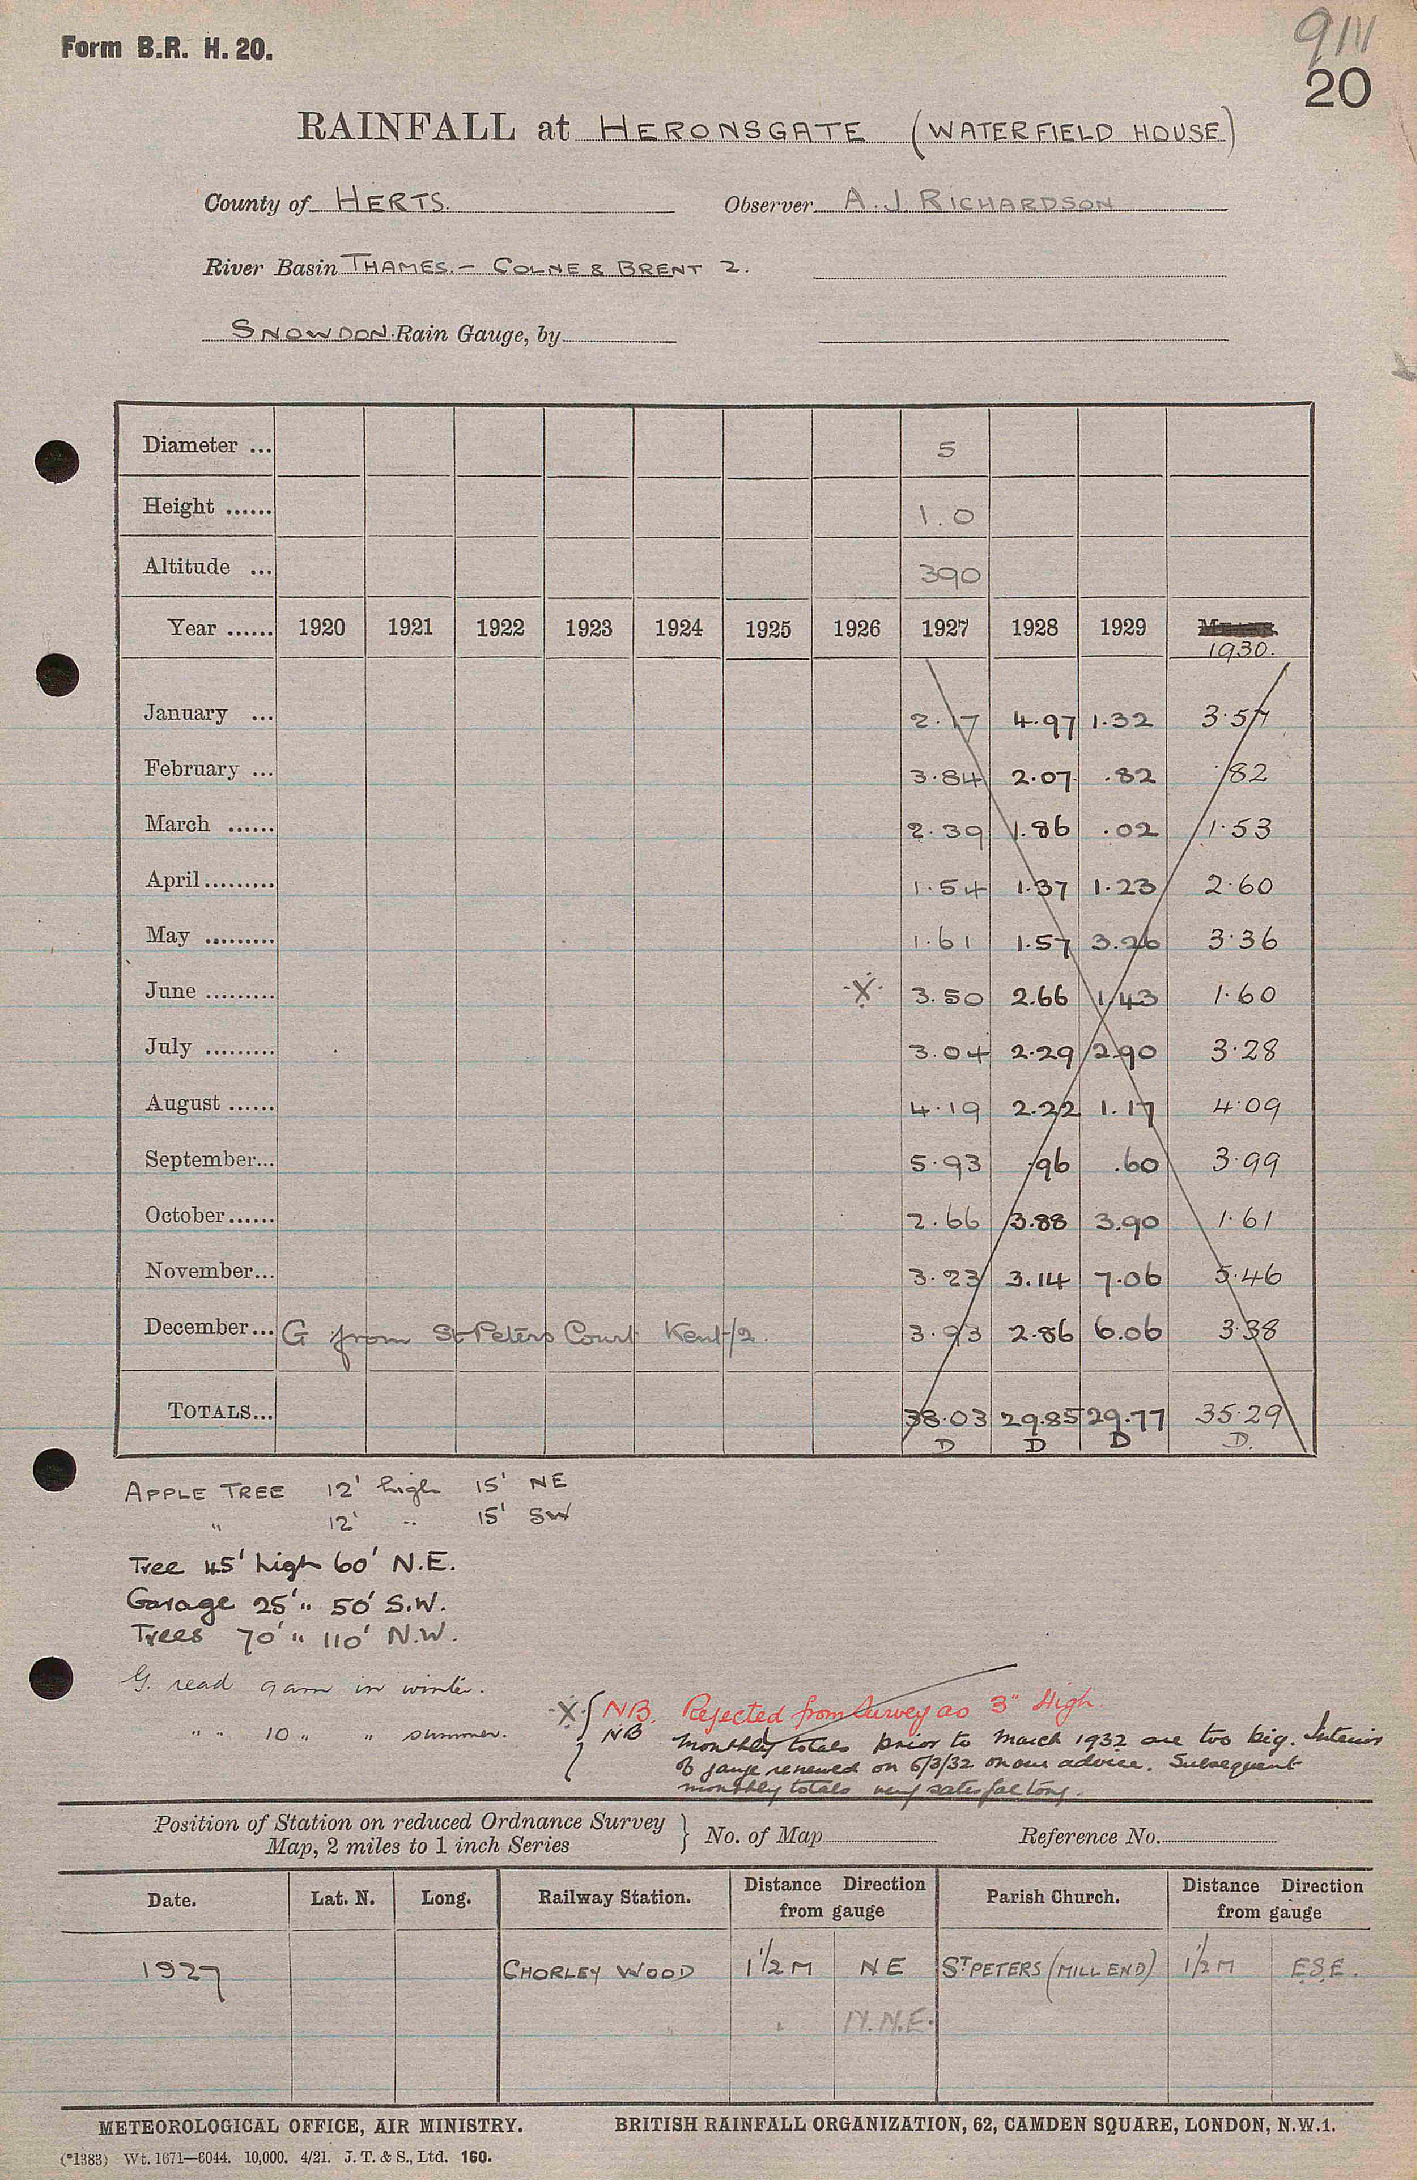 Form B.R. H. 20.
911
20
RAINFALL at HERONSGATE (WATERFIELD HOUSE)
County of HERTS. Observer A. J. RICHARDSON
River Basin THAMES. – COLNE & BRENT 2.
SNOWDON Rain Gauge, by
Diameter ... 5
Height ...... 1.0
Altitude ... 390
Year ...... 1920 1921 1922 1923 1924 1925 1926 1927 1928 1929
1930.
January ... 2.17 4.97 1.32 3.57
February ... 3.84 2.07 .82 .82
March ...... 2.39 1.86 .02 1.53
April ......... 1.54 1.37 1.23 2.60
May ......... 1.61 1.57 3.26 3.36
June ......... X 3.50 2.66 1.43 1.60
July ......... 3.04 2.29 2.90 3.28
August ...... 4.19 2.22 1.17 4.09
September... 5.93 .96 .60 3.99
October...... 2.66 3.88 3.90 1.61
November... 3.23 3.14 7.06 5.46
December... G from St Peters Court Kent/2. 3.93 2.86 6.06 3.38
TOTALS... 38.03 29.85 29.77 35.29
D D D D.
APPLE TREE 12' high 15' NE
" 12' " 15' SW
Tree 45' high 60' N.E.
Garage 25' " 50' S.W.
Trees 70' " 110' N.W.
G. read 9 am in winter.
" " 10 " " summer.
X { NB. Rejected from Survey as 3" High.
NB Monthly totals prior to March 1932 are too big. Interior
of gauge renewed on 6/3/32 on our advice. Subsequent
monthly totals very satisfactory.
Position of Station on reduced Ordnance Survey
Map, 2 miles to 1 inch Series } No. of Map Reference No.
Date. Lat. N. Long. Railway Station. Distance Direction from gauge Parish Church. Distance Direction from gauge
1927 CHORLEY WOOD 1½ M NE ST PETERS (MILL END) 1½ M E.S.E.
" " N.N.E.
METEOROLOGICAL OFFICE, AIR MINISTRY. BRITISH RAINFALL ORGANIZATION, 62, CAMDEN SQUARE, LONDON, N.W.1.
(*1383) Wt. 1671—6044. 10,000. 4/21. J. T. & S., Ltd. 160.